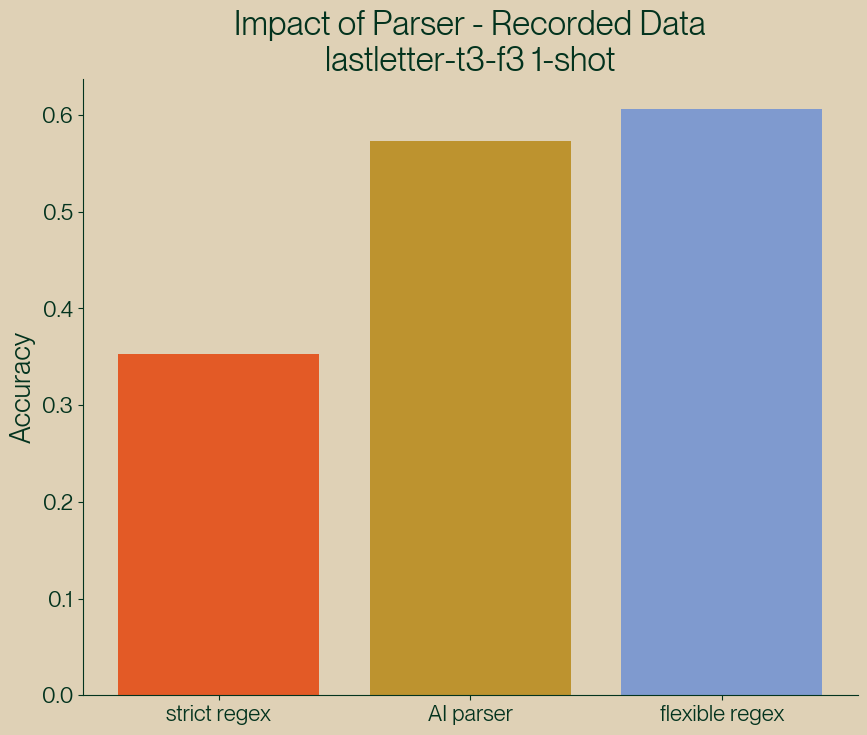 Impact of Parser - Recorded Data
lastletter-t3-f3 1-shot
0.6
0.5
0.4
0.3
0.2
0.1
0.0
Accuracy
strict regex
AI parser
flexible regex